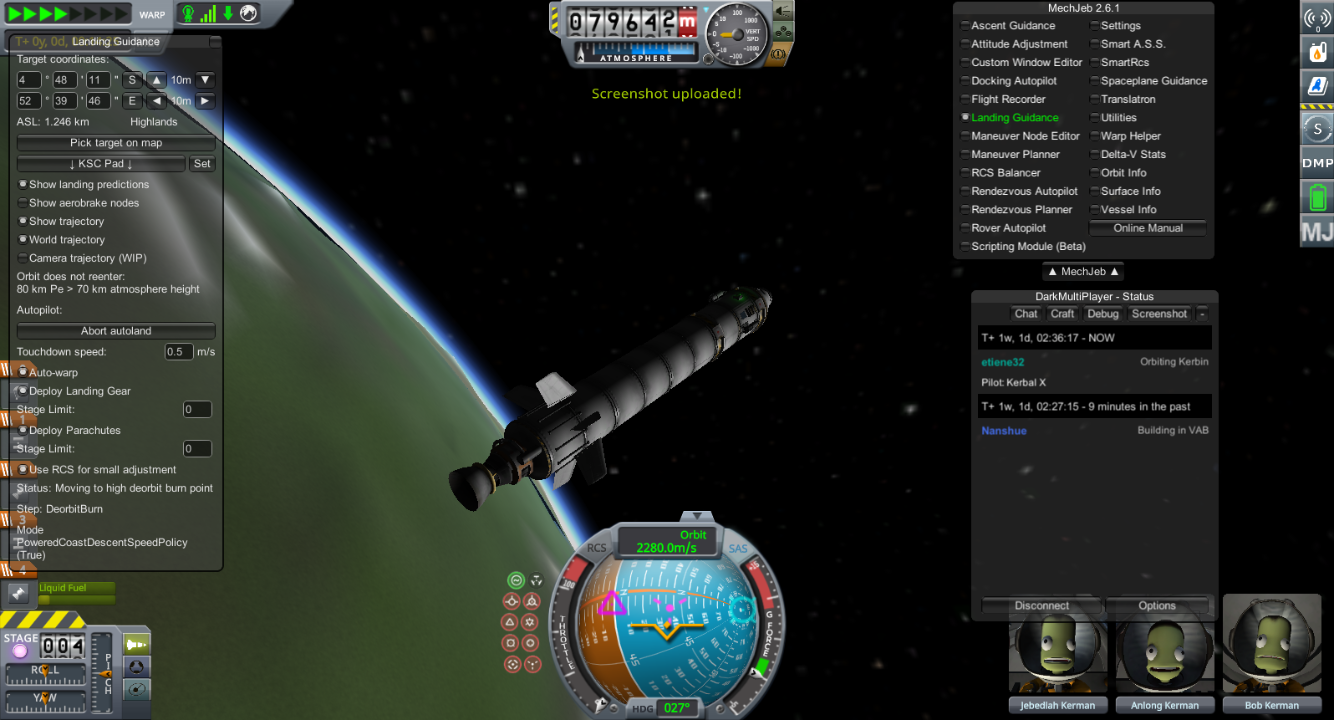 WARP
T+ 0y, 0d,
Landing Guidance
Target coordinates:
4 ° 48 ' 11 " S ▲ 10m ▼
52 ° 39 ' 46 " E ◄ 10m ►
ASL: 1.246 km Highlands
Pick target on map
↓ KSC Pad ↓ Set
Show landing predictions
Show aerobrake nodes
Show trajectory
World trajectory
Camera trajectory (WIP)
Orbit does not reenter:
80 km Pe > 70 km atmosphere height
Autopilot:
Abort autoland
Touchdown speed: 0.5 m/s
Auto-warp
Deploy Landing Gear
Stage Limit: 0
Deploy Parachutes
Stage Limit: 0
Use RCS for small adjustment
Status: Moving to high deorbit burn point
Step: DeorbitBurn
Mode
PoweredCoastDescentSpeedPolicy
(True)
1
3
4
Liquid Fuel
STAGE 004
ROLL
YAW
PITCH
079642m
ATMOSPHERE
VERT SPD
Screenshot uploaded!
MechJeb 2.6.1
Ascent Guidance Settings
Attitude Adjustment Smart A.S.S.
Custom Window Editor SmartRcs
Docking Autopilot Spaceplane Guidance
Flight Recorder Translatron
Landing Guidance Utilities
Maneuver Node Editor Warp Helper
Maneuver Planner Delta-V Stats
RCS Balancer Orbit Info
Rendezvous Autopilot Surface Info
Rendezvous Planner Vessel Info
Rover Autopilot Online Manual
Scripting Module (Beta)
▲ MechJeb ▲
0
S
DMP
MJ
DarkMultiPlayer - Status
Chat Craft Debug Screenshot -
T+ 1w, 1d, 02:36:17 - NOW
etiene32 Orbiting Kerbin
Pilot: Kerbal X
T+ 1w, 1d, 02:27:15 - 9 minutes in the past
Nanshue Building in VAB
Disconnect Options
Orbit
2280.0m/s
RCS SAS
THROTTLE
G FORCE
HDG 027°
Jebediah Kerman Anlong Kerman Bob Kerman